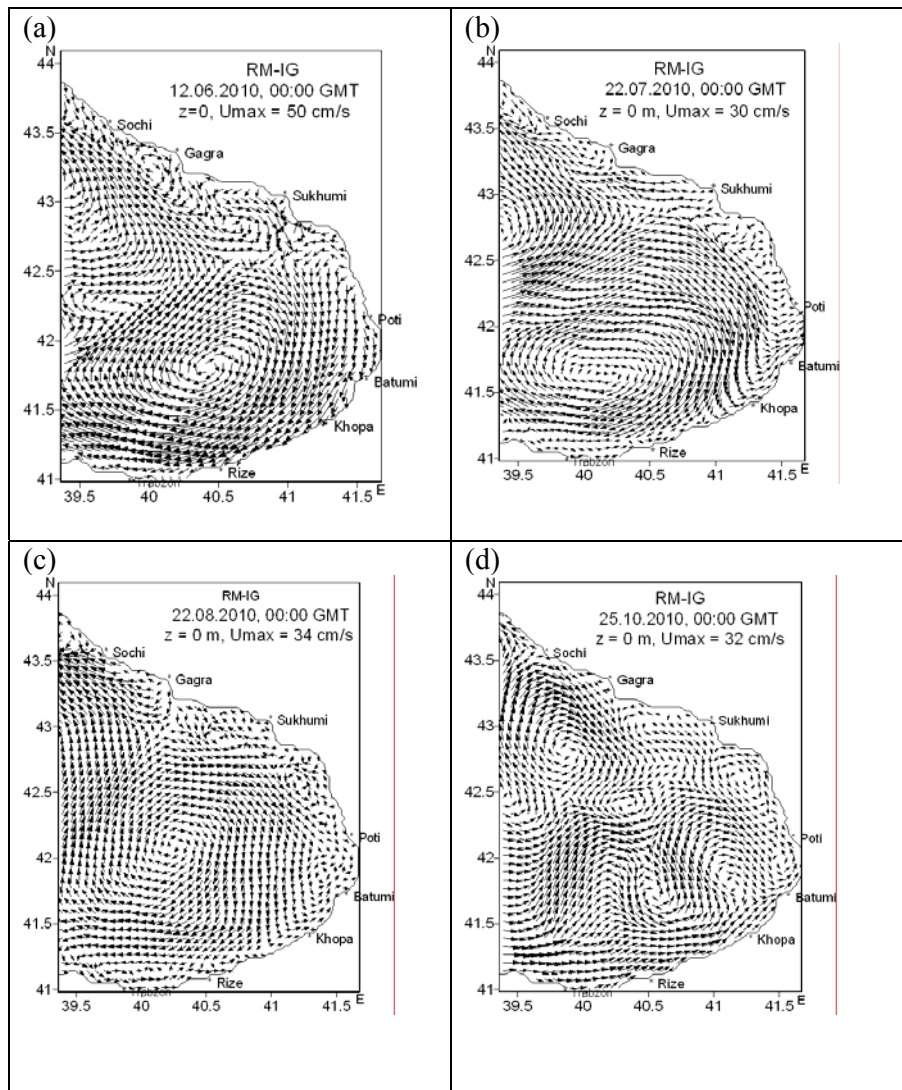 (a)
N
44
RM-IG
12.06.2010, 00:00 GMT
z=0, Umax = 50 cm/s
43.5
Sochi
Gagra
43
Sukhumi
42.5
Poti
42
Batumi
41.5
Khopa
Rize
41
Trabzon
39.5 40 40.5 41 41.5 E
(b)
N
44
RM-IG
22.07.2010, 00:00 GMT
z = 0 m, Umax = 30 cm/s
43.5
Sochi
Gagra
43
Sukhumi
42.5
Poti
42
Batumi
41.5
Khopa
Rize
41
Trabzon
39.5 40 40.5 41 41.5 E
(c)
N
44
RM-IG
22.08.2010, 00:00 GMT
z = 0 m, Umax = 34 cm/s
43.5
Sochi
Gagra
43
Sukhumi
42.5
Poti
42
Batumi
41.5
Khopa
Rize
41
Trabzon
39.5 40 40.5 41 41.5 E
(d)
N
44
RM-IG
25.10.2010, 00:00 GMT
z = 0 m, Umax = 32 cm/s
43.5
Sochi
Gagra
43
Sukhumi
42.5
Poti
42
Batumi
41.5
Khopa
Rize
41
Trabzon
39.5 40 40.5 41 41.5 E